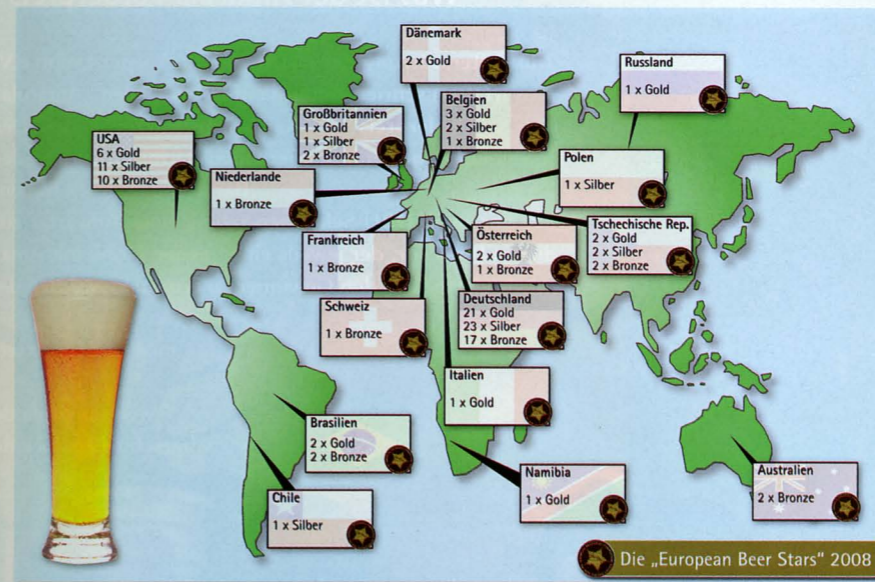 Dänemark
2 x Gold
Russland
1 x Gold
Großbritannien
1 x Gold
1 x Silber
2 x Bronze
Belgien
3 x Gold
2 x Silber
1 x Bronze
USA
6 x Gold
11 x Silber
10 x Bronze
Niederlande
1 x Bronze
Polen
1 x Silber
Frankreich
1 x Bronze
Österreich
2 x Gold
1 x Bronze
Tschechische Rep.
2 x Gold
2 x Silber
2 x Bronze
Schweiz
1 x Bronze
Deutschland
21 x Gold
23 x Silber
17 x Bronze
Italien
1 x Gold
Brasilien
2 x Gold
2 x Bronze
Chile
1 x Silber
Namibia
1 x Gold
Australien
2 x Bronze
Die „European Beer Stars" 2008